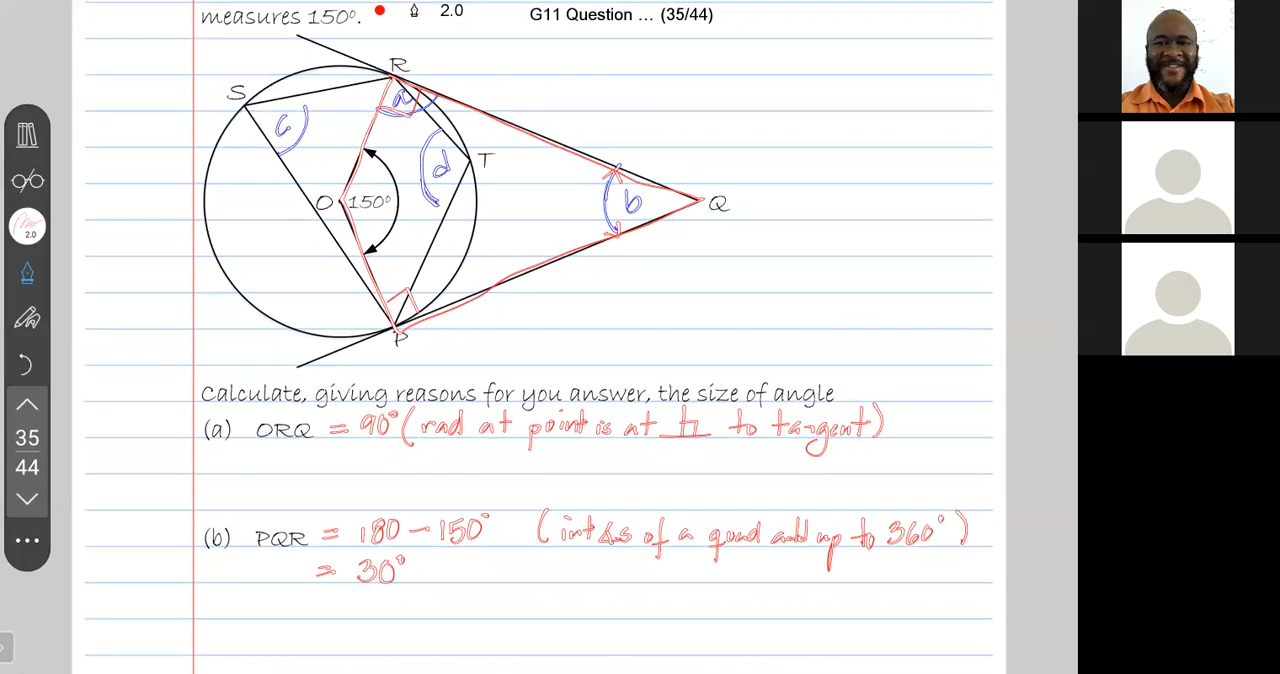 measures 150°.
2.0
G11 Question ... (35/44)
R
S
a
c
T
d
O
150°
b
Q
P
2.0
Calculate, giving reasons for you answer, the size of angle
(a) ORQ = 90° (rad at point is at ⊥ to tangent)
35
44
(b) PQR = 180 - 150° (int ∠s of a quad add up to 360°)
= 30°